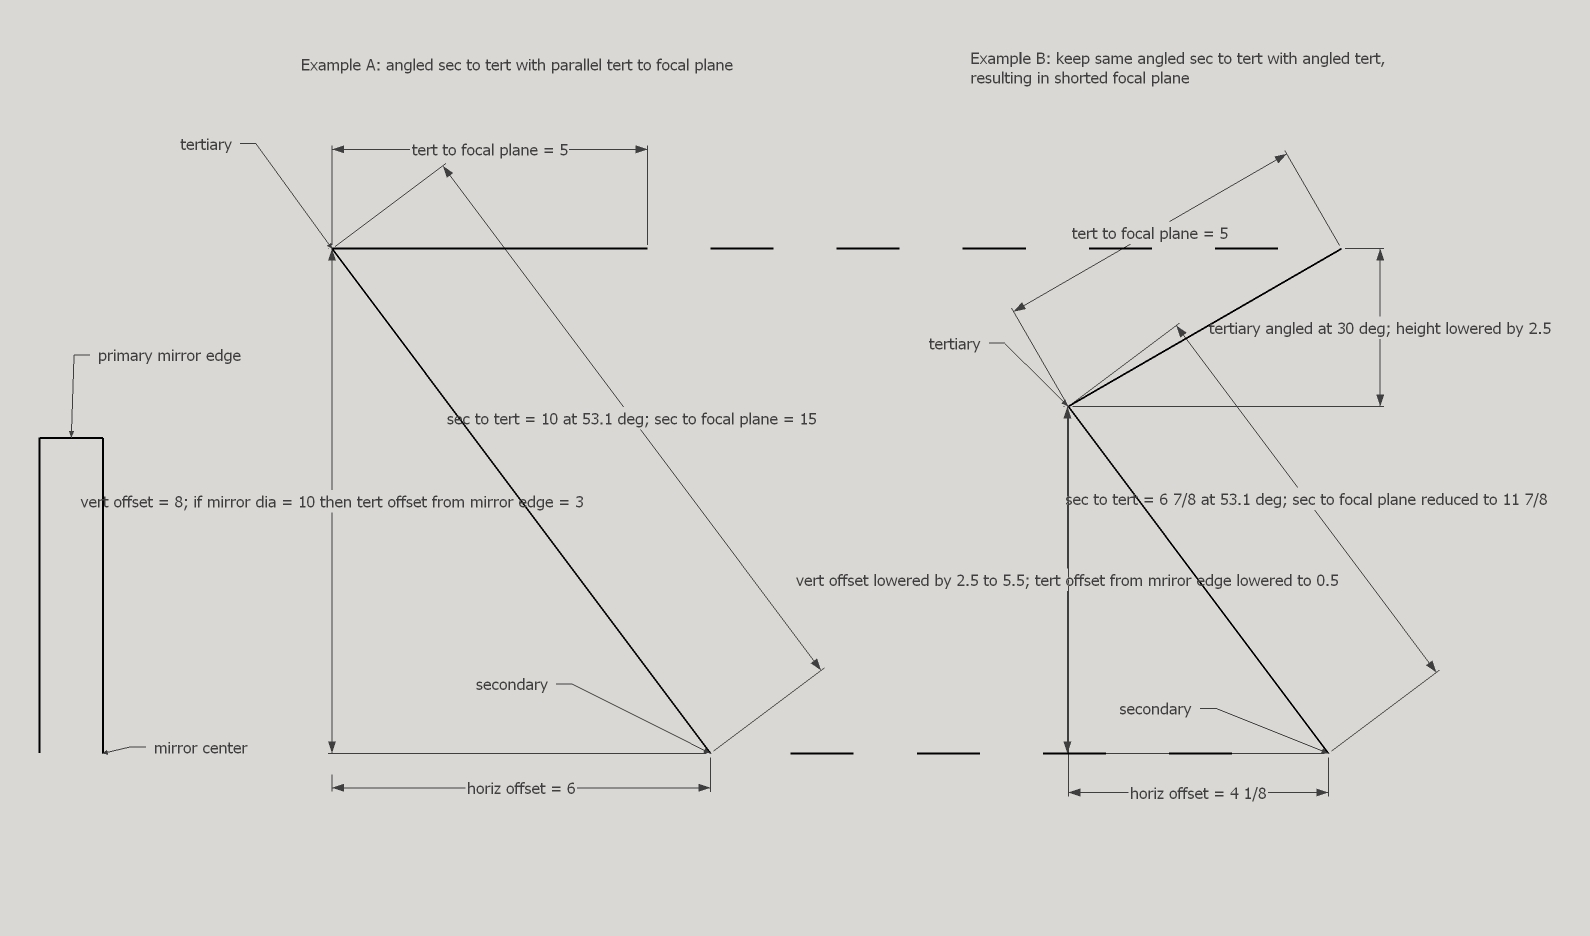 Example A: angled sec to tert with parallel tert to focal plane
Example B: keep same angled sec to tert with angled tert,
resulting in shorted focal plane
tertiary
tert to focal plane = 5
tert to focal plane = 5
tertiary angled at 30 deg; height lowered by 2.5
tertiary
primary mirror edge
sec to tert = 10 at 53.1 deg; sec to focal plane = 15
vert offset = 8; if mirror dia = 10 then tert offset from mirror edge = 3
sec to tert = 6 7/8 at 53.1 deg; sec to focal plane reduced to 11 7/8
vert offset lowered by 2.5 to 5.5; tert offset from mriror edge lowered to 0.5
secondary
secondary
mirror center
horiz offset = 6
horiz offset = 4 1/8